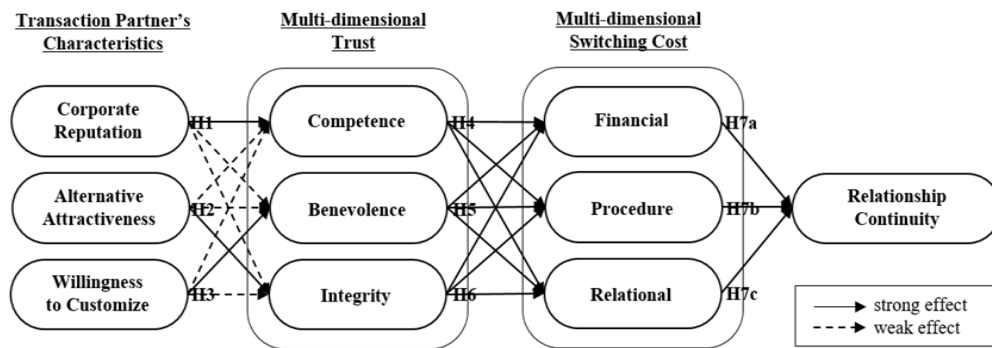 Transaction Partner's
Characteristics
Multi-dimensional
Trust
Multi-dimensional
Switching Cost
Corporate
Reputation
H1
Competence
H4
Financial
H7a
Alternative
Attractiveness
H2
Benevolence
H5
Procedure
H7b
Relationship
Continuity
Willingness
to Customize
H3
Integrity
H6
Relational
H7c
strong effect
weak effect